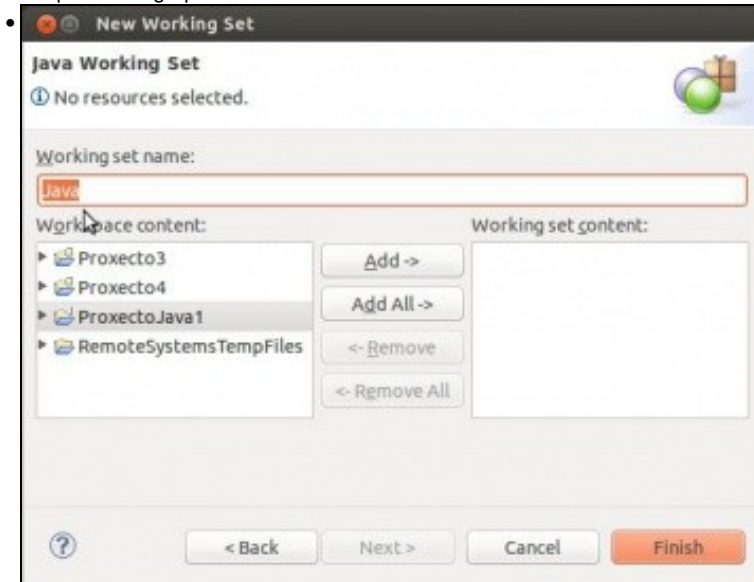 New Working Set
Java Working Set
No resources selected.
Working set name:
Java
Workspace content:
Working set content:
Proxecto3
Proxecto4
ProxectoJava1
RemoteSystemsTempFiles
Add ->
Add All ->
<- Remove
<- Remove All
?
< Back
Next >
Cancel
Finish